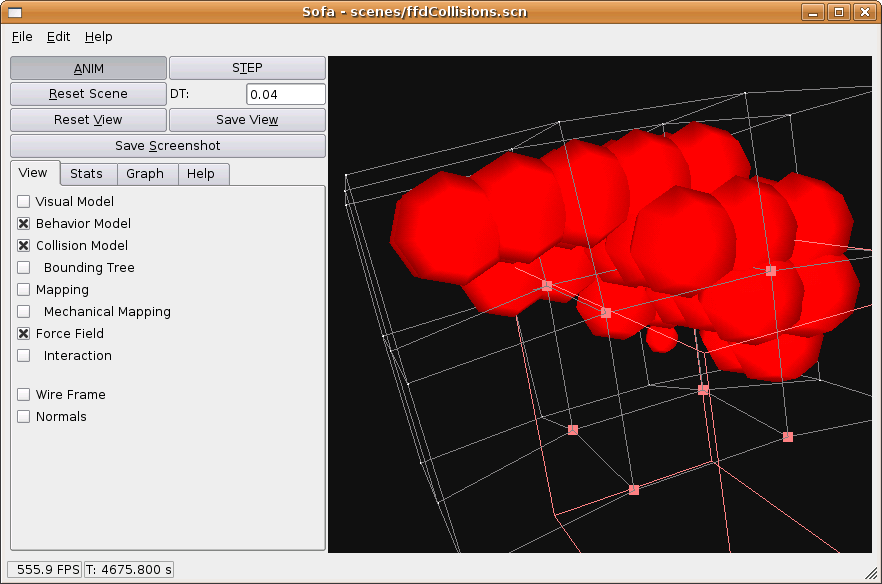 Sofa - scenes/ffdCollisions.scn
File Edit Help
ANIM STEP
Reset Scene DT: 0.04
Reset View Save View
Save Screenshot
View Stats Graph Help
Visual Model
Behavior Model
Collision Model
Bounding Tree
Mapping
Mechanical Mapping
Force Field
Interaction
Wire Frame
Normals
555.9 FPS T: 4675.800 s